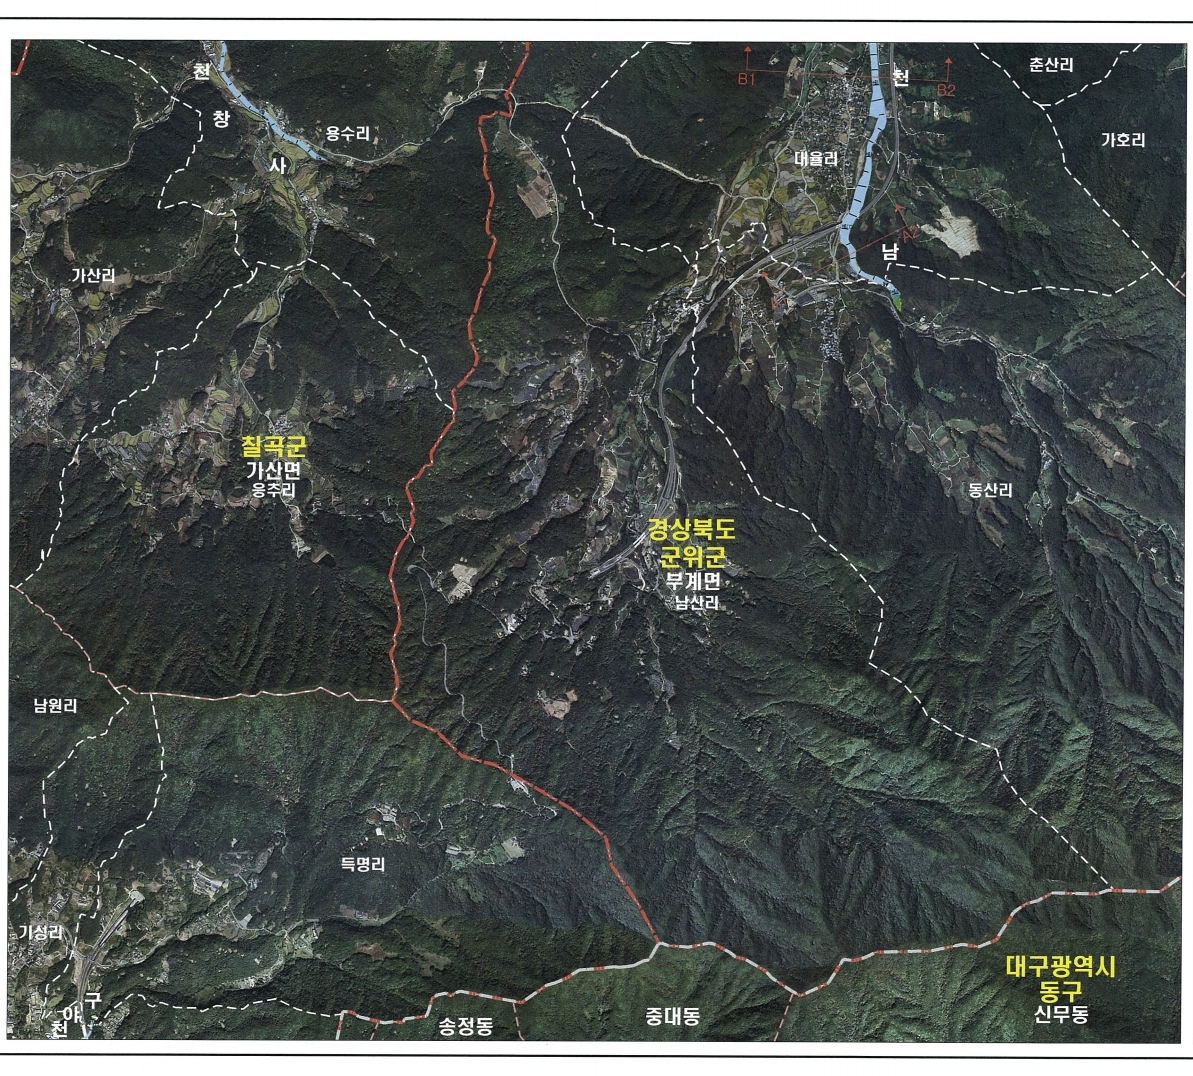 춘산리
B1
B2
천
천
창
용수리
가호리
사
대율리
A2
남
가산리
칠곡군
가산면
응추리
동산리
경상북도
군위군
부계면
남산리
남원리
득명리
기성리
대구광역시
동구
신무동
구
야
천
송정동
중대동